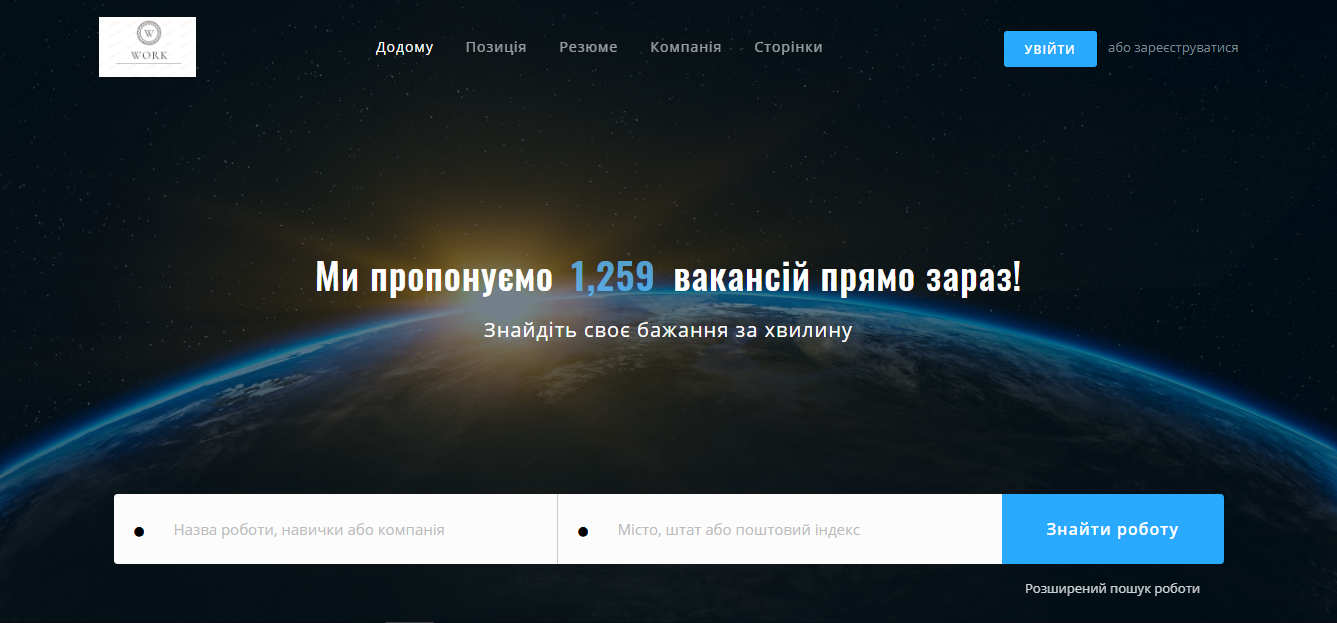 W
WORK
Додому Позиція Резюме Компанія Сторінки
УВІЙТИ або зареєструватися
Ми пропонуємо 1,259 вакансій прямо зараз!
Знайдіть своє бажання за хвилину
Назва роботи, навички або компанія
Місто, штат або поштовий індекс
Знайти роботу
Розширений пошук роботи